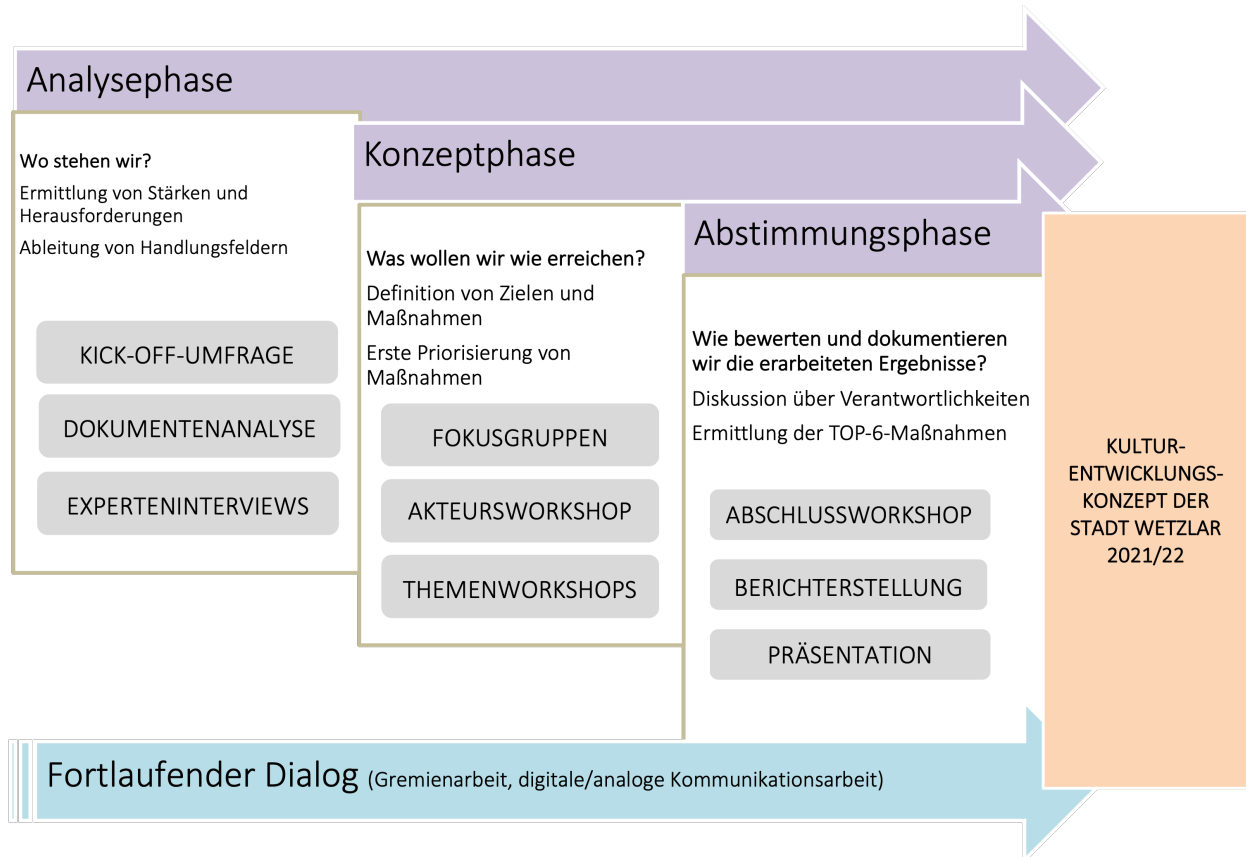 Analysephase
Wo stehen wir?
Ermittlung von Stärken und
Herausforderungen
Ableitung von Handlungsfeldern
KICK-OFF-UMFRAGE
DOKUMENTENANALYSE
EXPERTENINTERVIEWS
Konzeptphase
Was wollen wir wie erreichen?
Definition von Zielen und
Maßnahmen
Erste Priorisierung von
Maßnahmen
FOKUSGRUPPEN
AKTEURSWORKSHOP
THEMENWORKSHOPS
Abstimmungsphase
Wie bewerten und dokumentieren
wir die erarbeiteten Ergebnisse?
Diskussion über Verantwortlichkeiten
Ermittlung der TOP-6-Maßnahmen
ABSCHLUSSWORKSHOP
BERICHTERSTELLUNG
PRÄSENTATION
KULTUR-
ENTWICKLUNGS-
KONZEPT DER
STADT WETZLAR
2021/22
Fortlaufender Dialog (Gremienarbeit, digitale/analoge Kommunikationsarbeit)